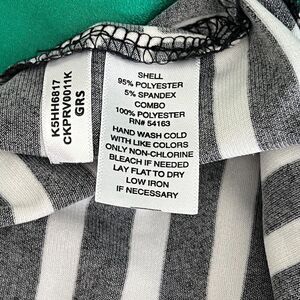 KSHH6817
CKPRV0011K
GRS
SHELL
95% POLYESTER
5% SPANDEX
COMBO
100% POLYESTER
RN# 54163
HAND WASH COLD
WITH LIKE COLORS
ONLY NON-CHLORINE
BLEACH IF NEEDED
LAY FLAT TO DRY
LOW IRON
IF NECESSARY